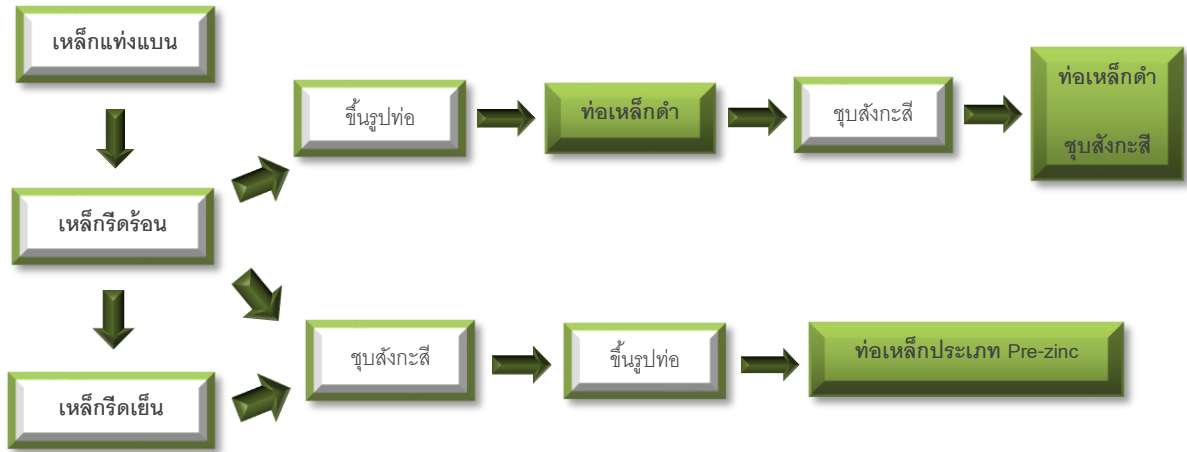 เหล็กแท่งแบน
ขึ้นรูปท่อ
ท่อเหล็กดำ
ชุบสังกะสี
ท่อเหล็กดำ
ชุบสังกะสี
เหล็กรีดร้อน
ชุบสังกะสี
ขึ้นรูปท่อ
ท่อเหล็กประเภท Pre-zinc
เหล็กรีดเย็น